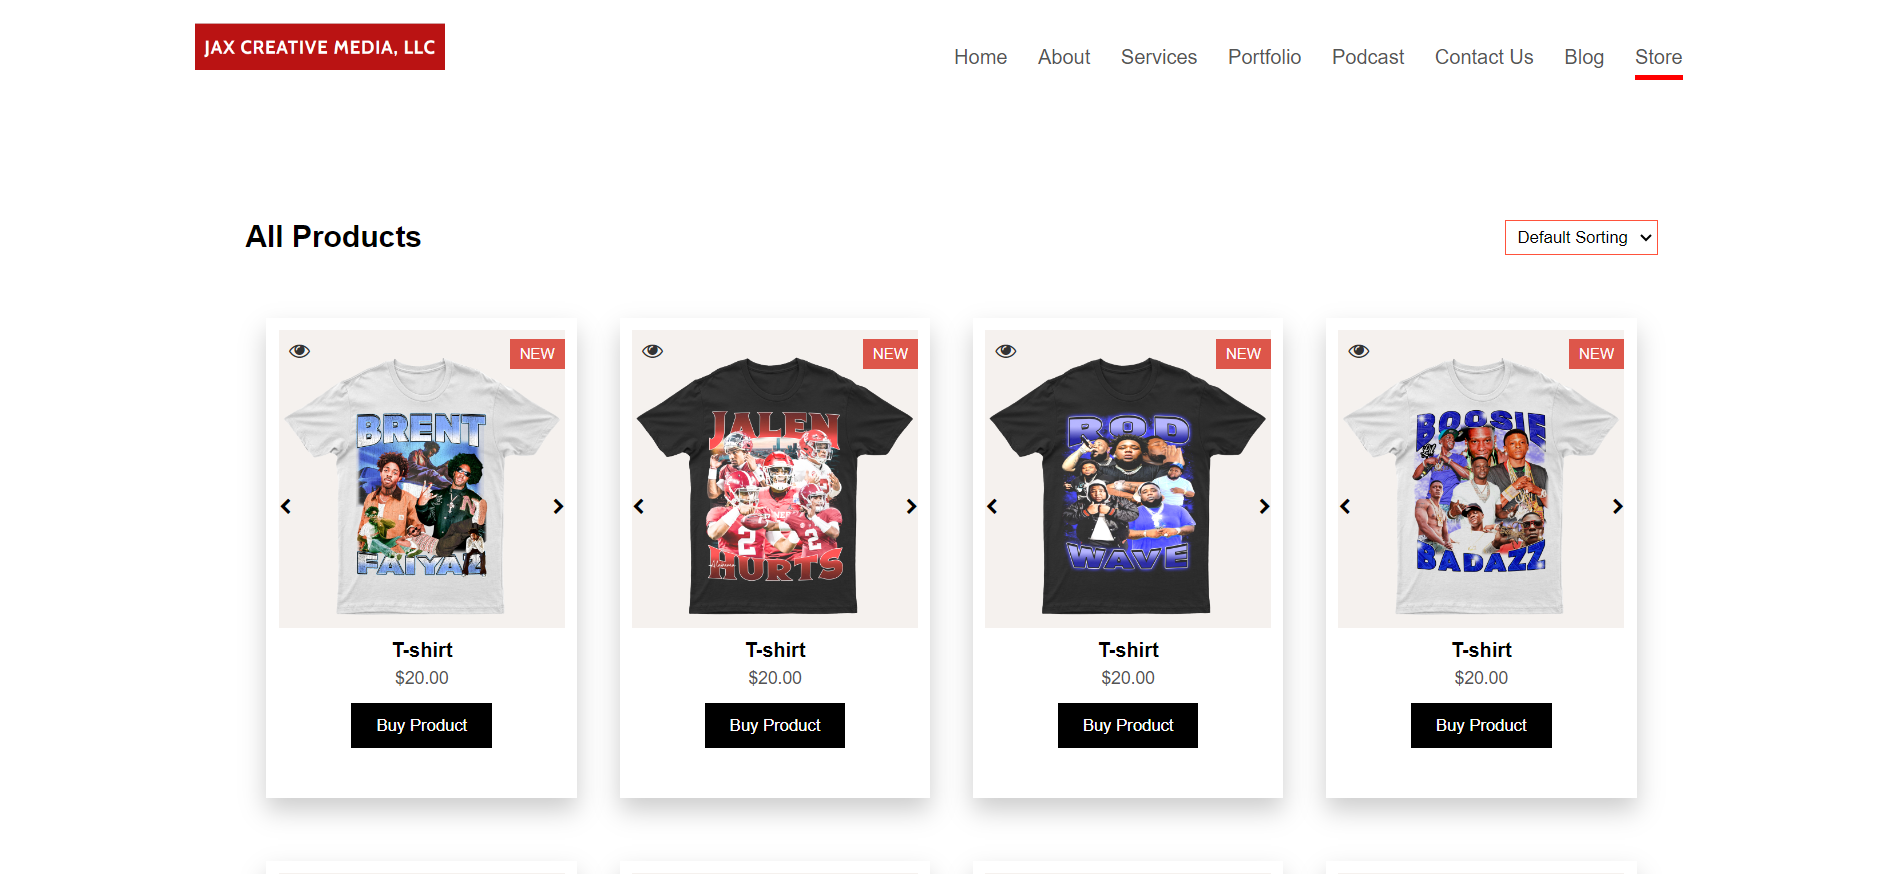 JAX CREATIVE MEDIA, LLC
Home About Services Portfolio Podcast Contact Us Blog Store
All Products
Default Sorting
NEW NEW NEW NEW
BRENT
FAIYAZ
JALEN
2 2
HURTS
ROD
WAVE
BOOSIE
BADAZZ
T-shirt T-shirt T-shirt T-shirt
$20.00 $20.00 $20.00 $20.00
Buy Product Buy Product Buy Product Buy Product